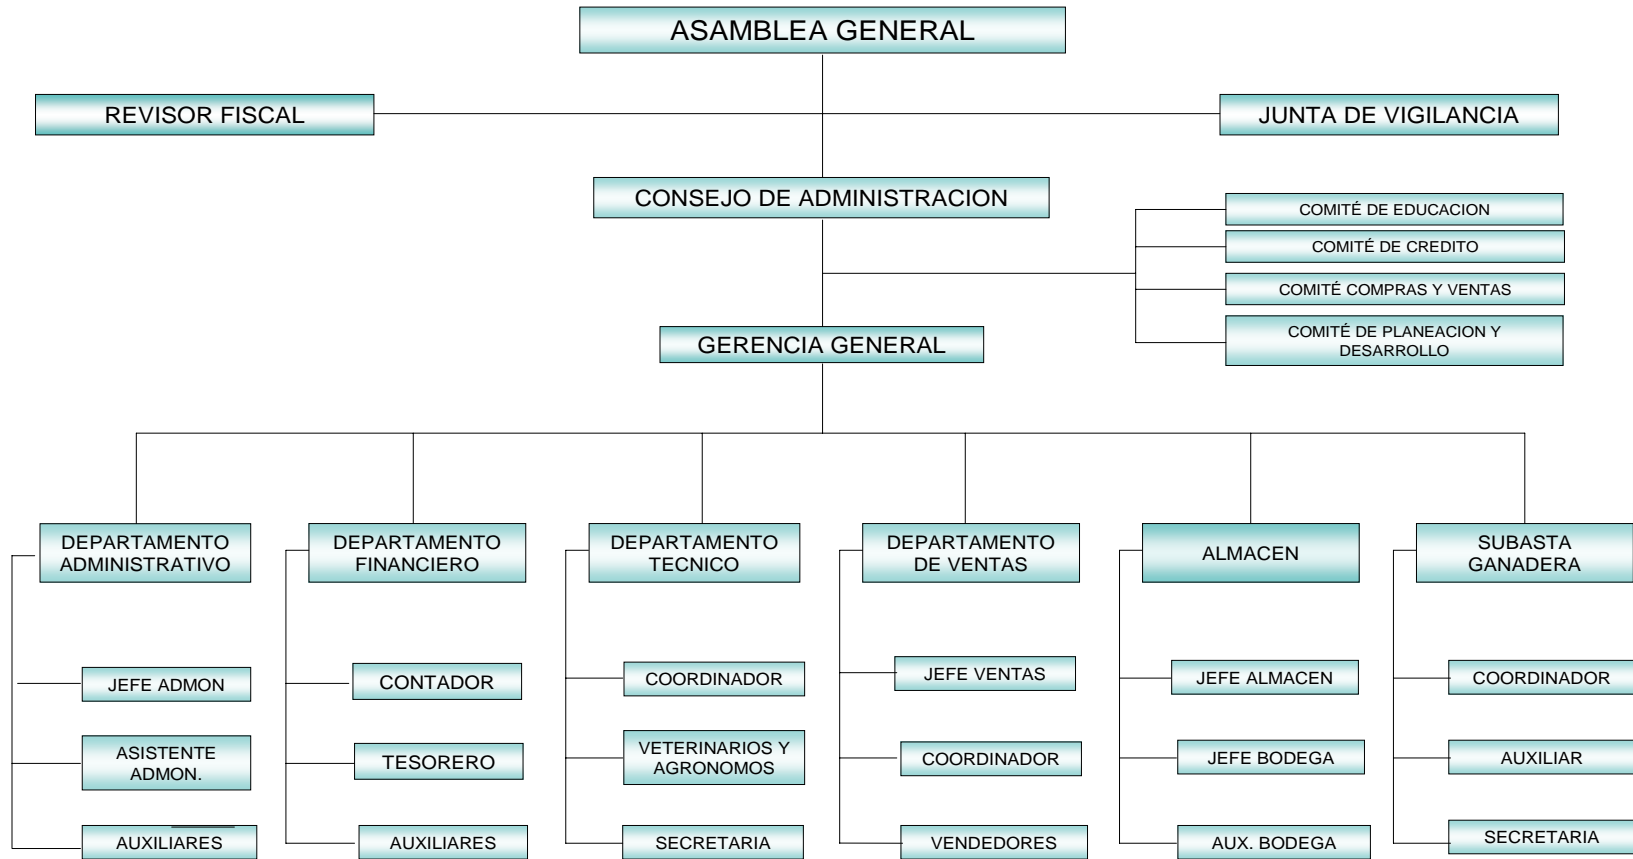 ASAMBLEA GENERAL
REVISOR FISCAL
JUNTA DE VIGILANCIA
CONSEJO DE ADMINISTRACION
COMITÉ DE EDUCACION
COMITÉ DE CREDITO
COMITÉ COMPRAS Y VENTAS
COMITÉ DE PLANEACION Y
DESARROLLO
GERENCIA GENERAL
DEPARTAMENTO
ADMINISTRATIVO
JEFE ADMON
ASISTENTE
ADMON.
AUXILIARES
DEPARTAMENTO
FINANCIERO
CONTADOR
TESORERO
AUXILIARES
DEPARTAMENTO
TECNICO
COORDINADOR
VETERINARIOS Y
AGRONOMOS
SECRETARIA
DEPARTAMENTO
DE VENTAS
JEFE VENTAS
COORDINADOR
VENDEDORES
ALMACEN
JEFE ALMACEN
JEFE BODEGA
AUX. BODEGA
SUBASTA
GANADERA
COORDINADOR
AUXILIAR
SECRETARIA